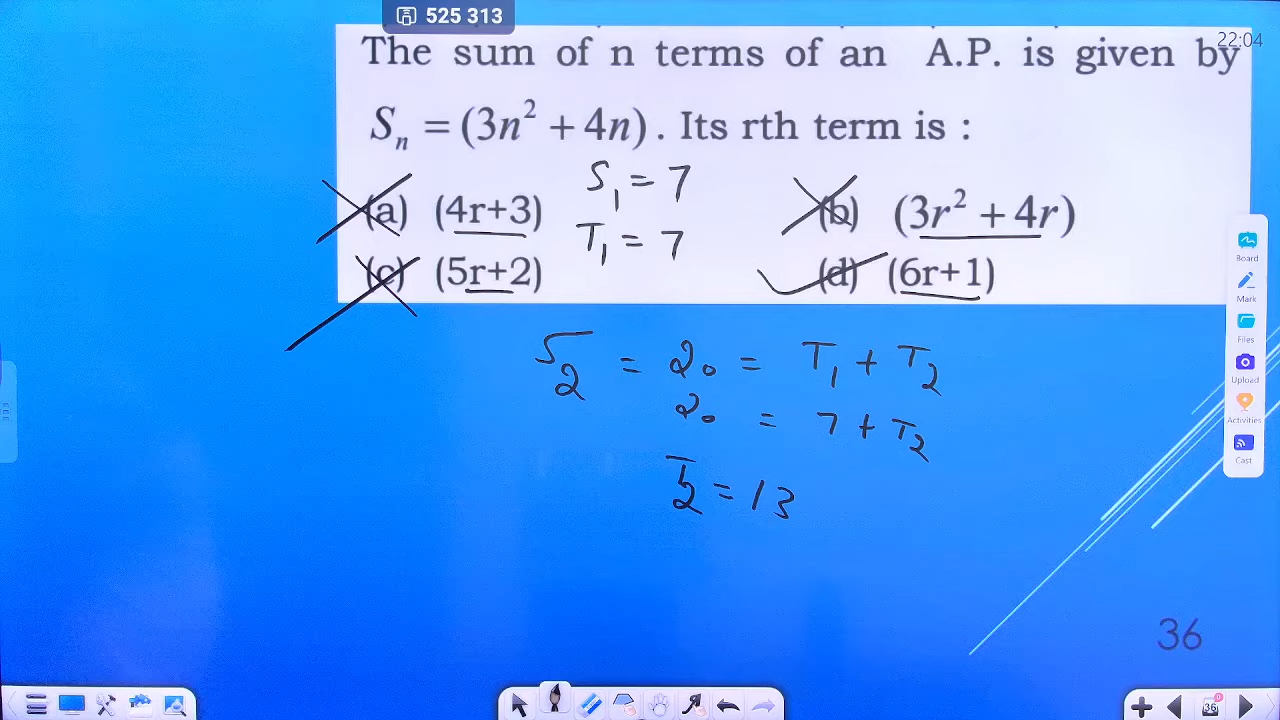 525 313
22:04
The sum of n terms of an A.P. is given by
Sₙ = (3n² + 4n). Its rth term is :
S₁ = 7
(a) (4r+3) (b) (3r² + 4r)
T₁ = 7
(c) (5r+2) (d) (6r+1)
S₂ = 20 = T₁ + T₂
20 = 7 + T₂
T₂ = 13
Board
Mark
Files
Upload
Activities
Cast
36
36